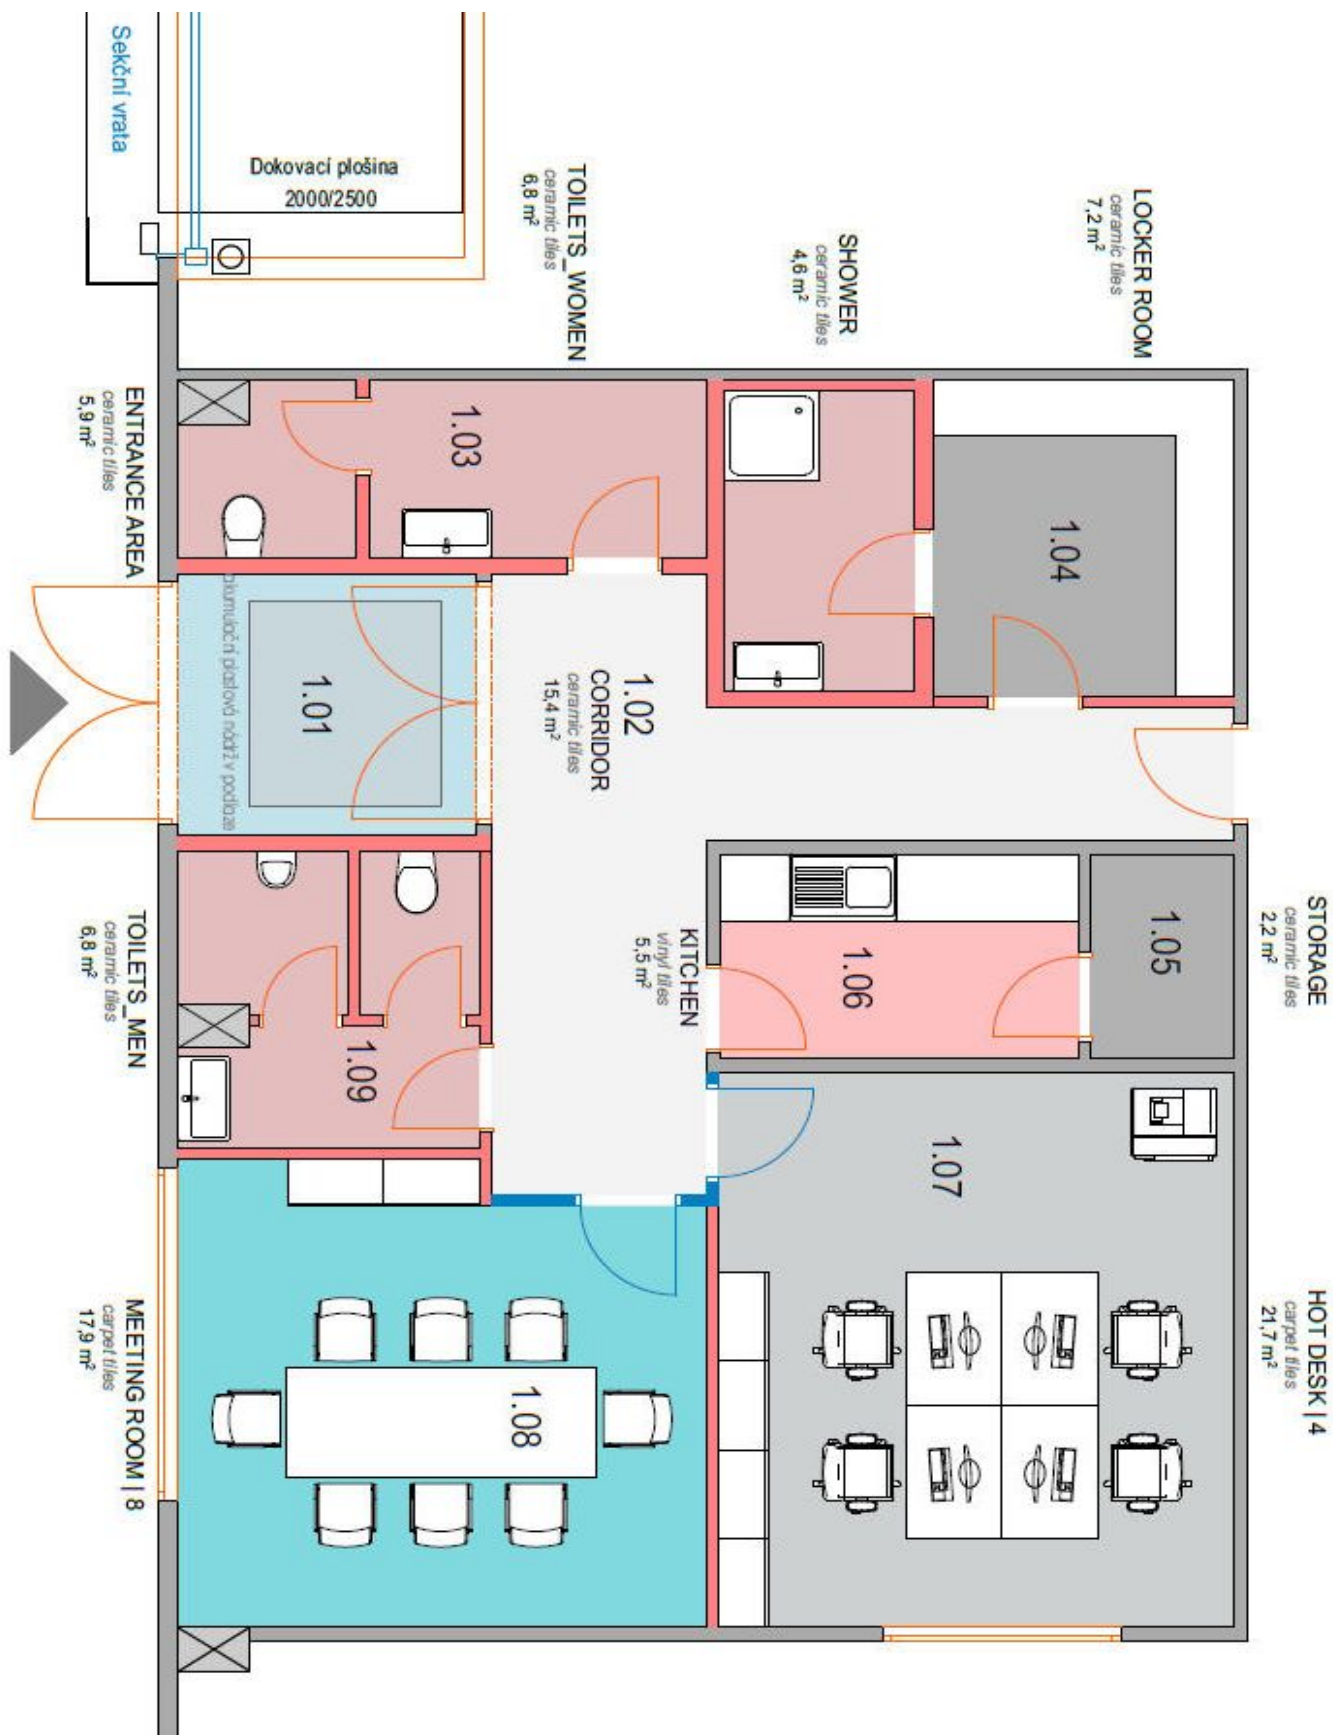 Sekční vrata
Dokovací plošina
2000/2500
TOILETS_WOMEN
ceramic tiles
6,8 m²
SHOWER
ceramic tiles
4,6 m²
LOCKER ROOM
ceramic tiles
7,2 m²
ENTRANCE AREA
ceramic tiles
5,9 m²
1.03
1.04
akumulační plastová nádrž v podlaze
1.01
1.02
CORRIDOR
ceramic tiles
15,4 m²
TOILETS_MEN
ceramic tiles
6,8 m²
1.09
KITCHEN
vinyl tiles
5,5 m²
1.06
1.05
STORAGE
ceramic tiles
2,2 m²
1.07
HOT DESK | 4
carpet tiles
21,7 m²
MEETING ROOM | 8
carpet tiles
17,9 m²
1.08